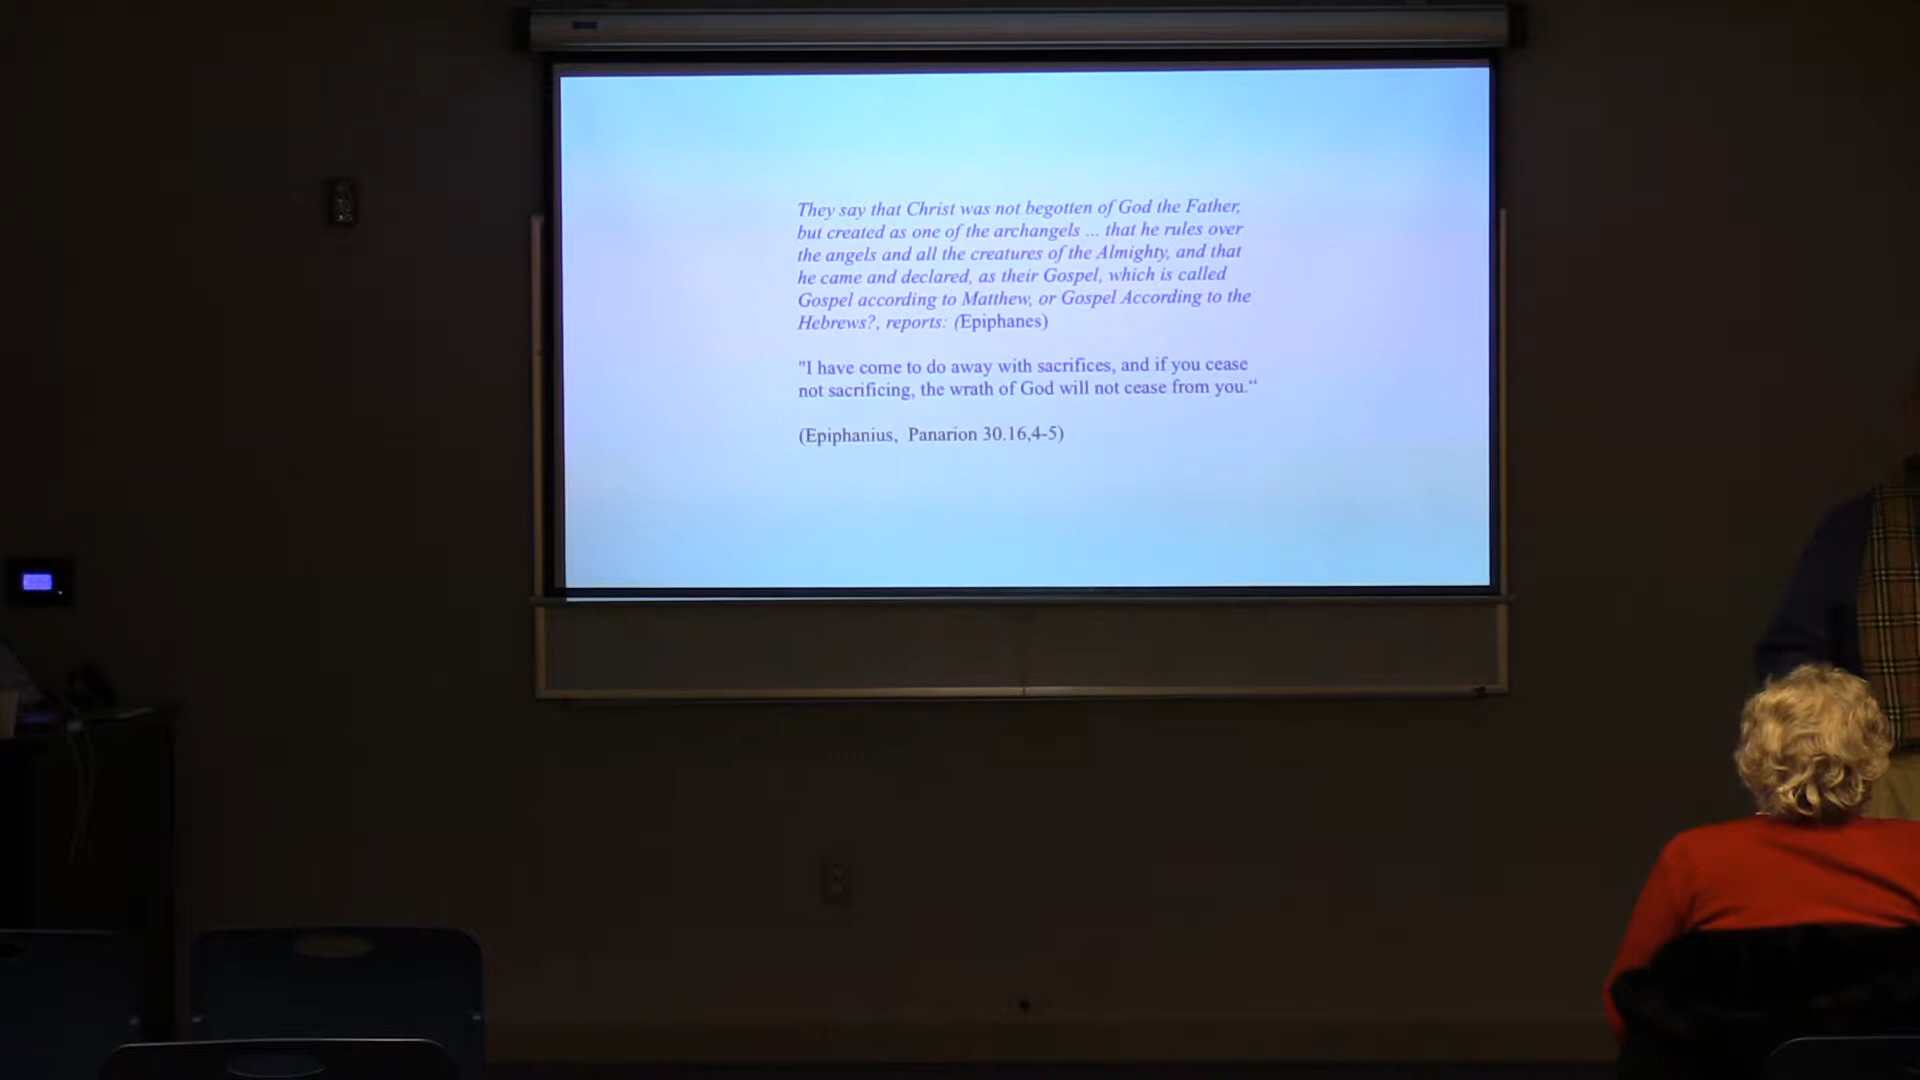 They say that Christ was not begotten of God the Father,
but created as one of the archangels ... that he rules over
the angels and all the creatures of the Almighty, and that
he came and declared, as their Gospel, which is called
Gospel according to Matthew, or Gospel According to the
Hebrews?, reports: (Epiphanes)
"I have come to do away with sacrifices, and if you cease
not sacrificing, the wrath of God will not cease from you.“
(Epiphanius, Panarion 30.16,4-5)